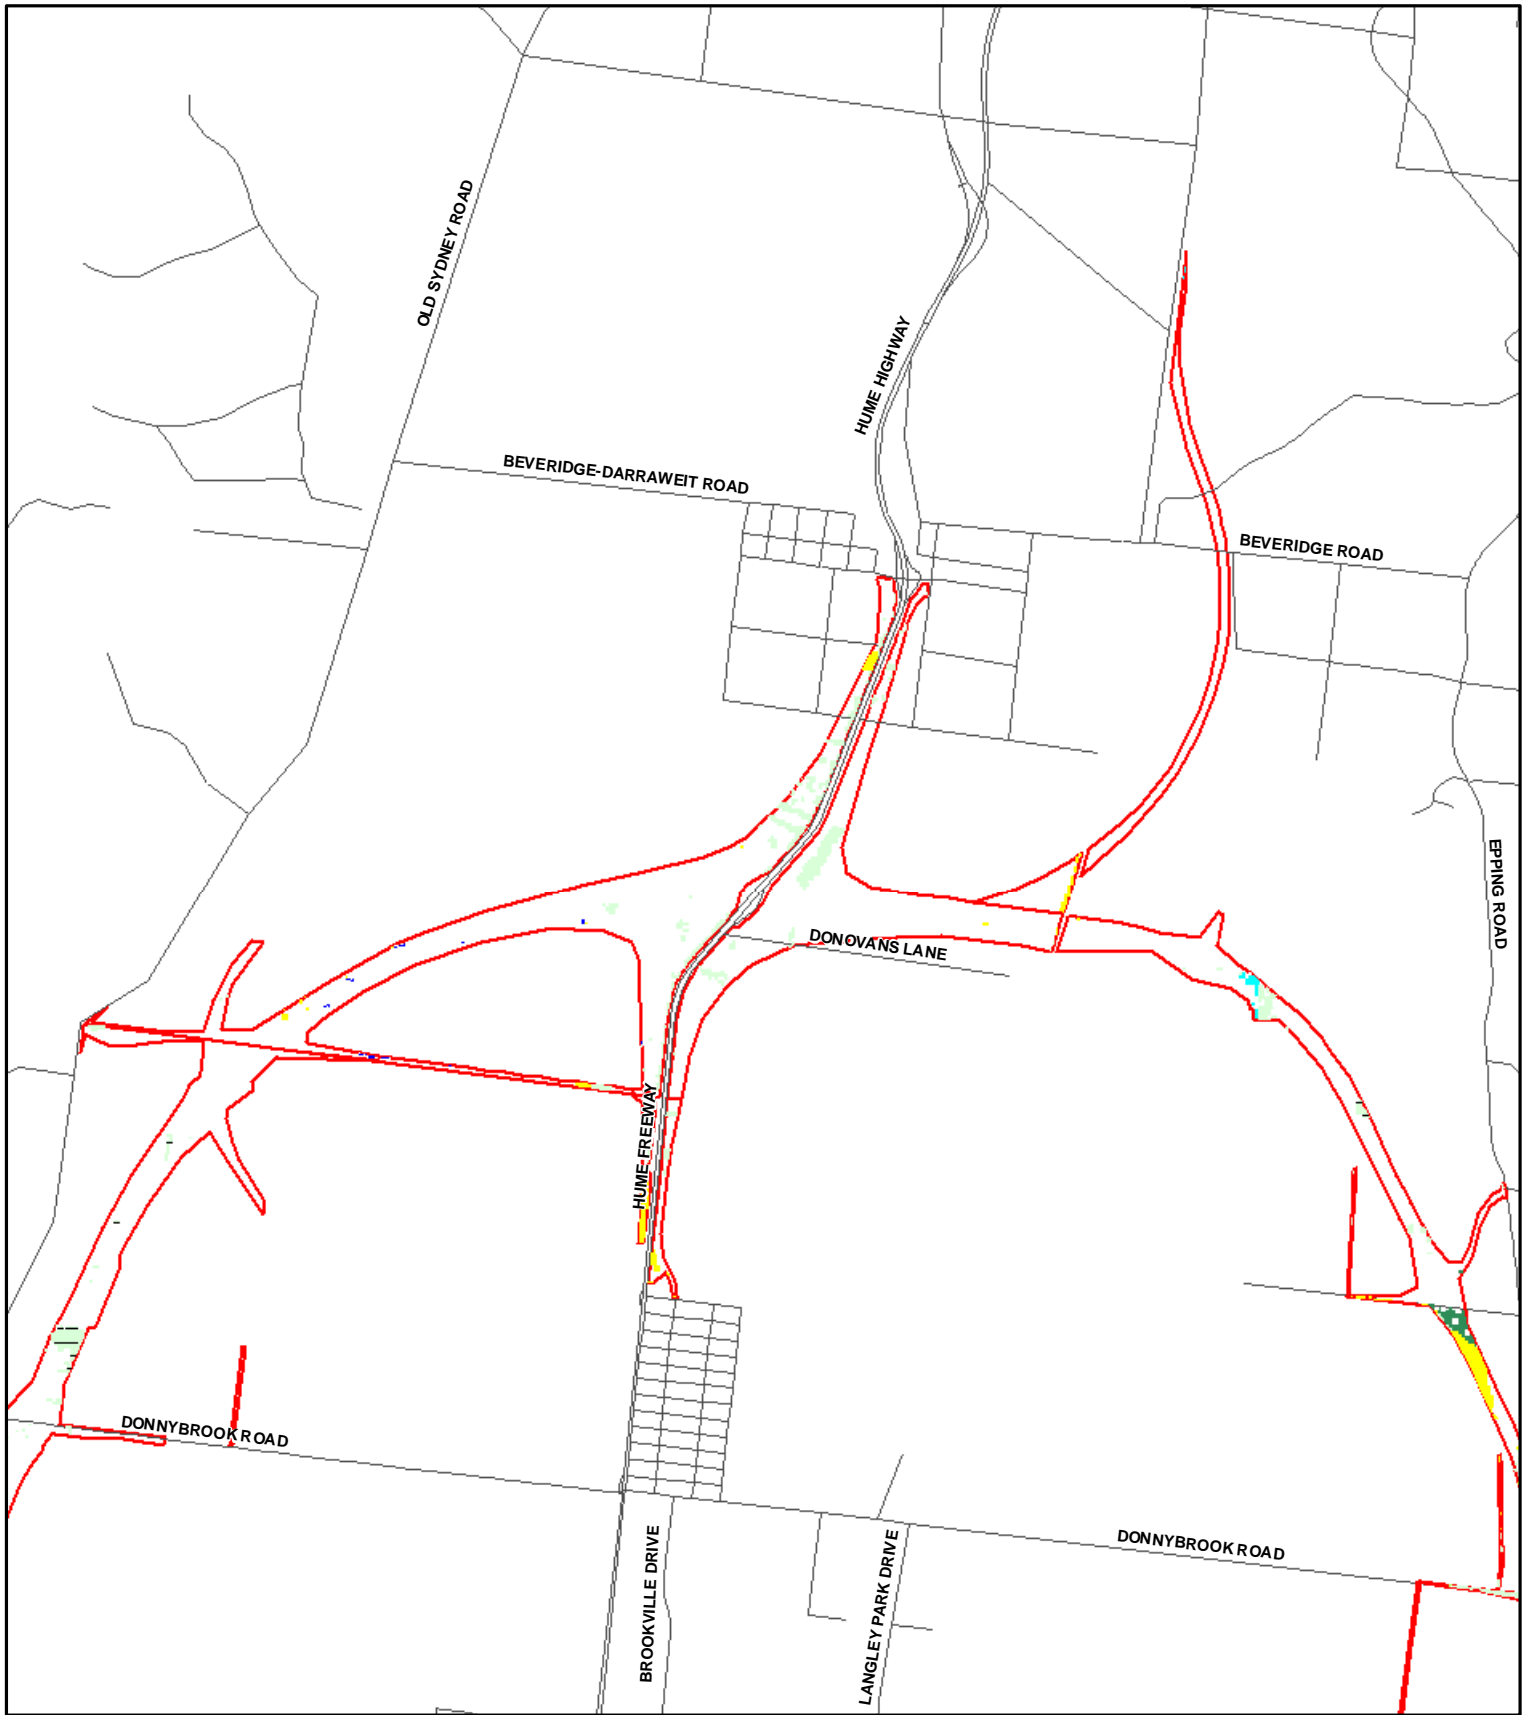 OLD SYDNEY ROAD
HUME HIGHWAY
BEVERIDGE-DARRAWEIT ROAD
BEVERIDGE ROAD
EPPING ROAD
DONOVANS LANE
HUME FREEWAY
DONNYBROOK ROAD
DONNYBROOK ROAD
BROOKVILLE DRIVE
LANGLEY PARK DRIVE